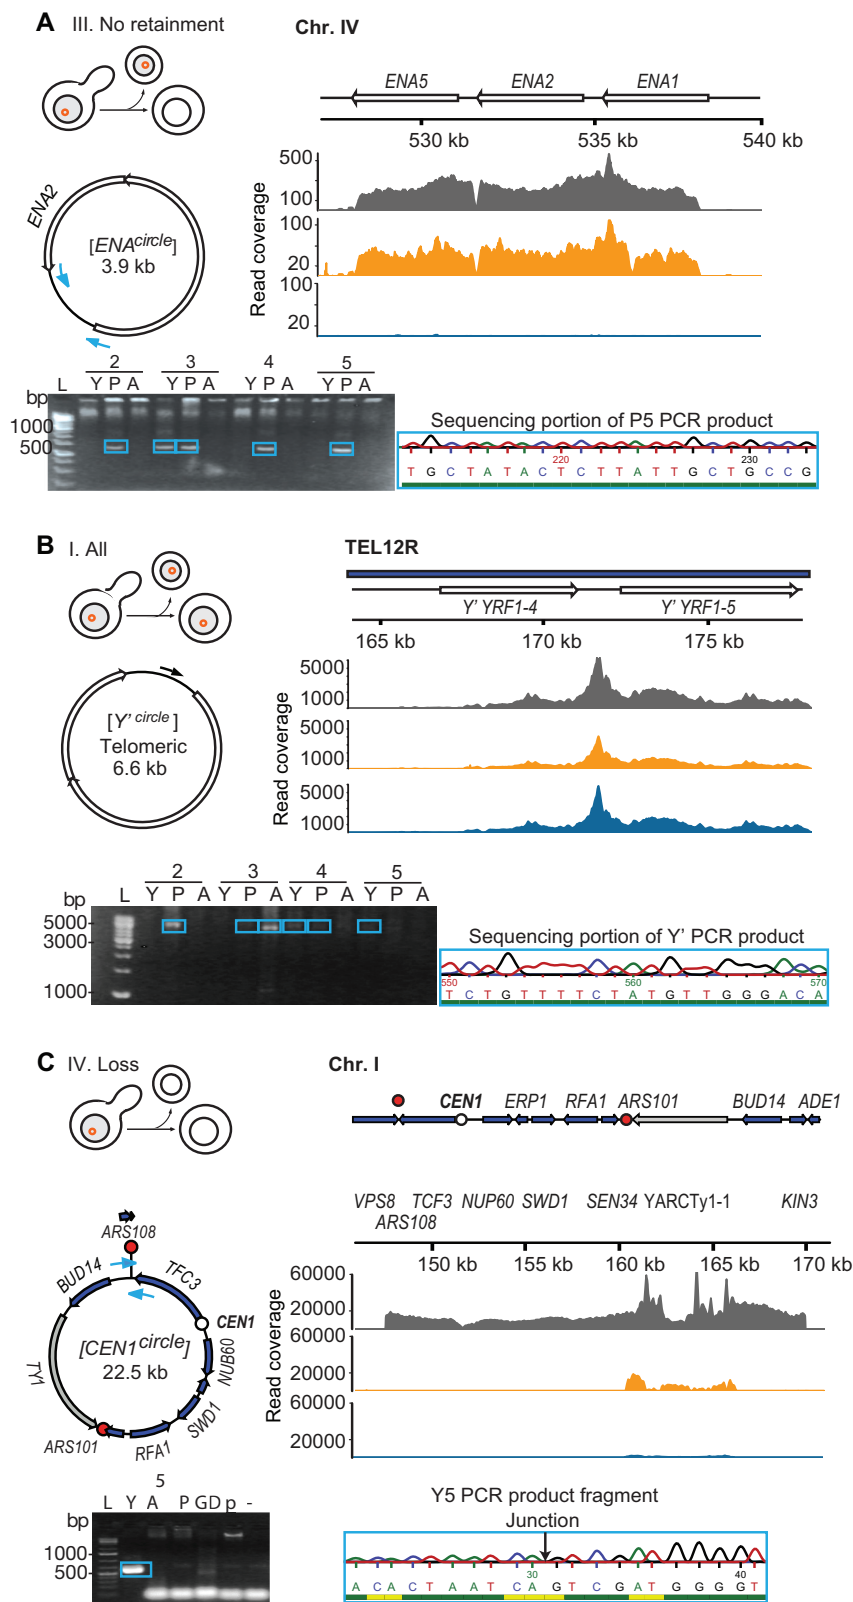 A III. No retainment Chr. IV
ENA5 ENA2 ENA1
530 kb 535 kb 540 kb
ENA2
[ENAcircle]
3.9 kb
Read coverage
500
100
100
20
100
20
2 3 4 5
L Y P A Y P A Y P A Y P A
bp
1000
500
Sequencing portion of P5 PCR product
220 230
T G C T A T A C T C T T A T T G C T G C C G
B I. All TEL12R
Y' YRF1-4 Y' YRF1-5
165 kb 170 kb 175 kb
[Y' circle]
Telomeric
6.6 kb
Read coverage
5000
1000
5000
1000
5000
1000
2 3 4 5
bp L Y P A Y P A Y P A Y P A
5000
3000
1000
Sequencing portion of Y' PCR product
550 560 570
T C T G T T T T C T A T G T T G G G A C A
C IV. Loss Chr. I
CEN1 ERP1 RFA1 ARS101 BUD14 ADE1
VPS8 TCF3 NUP60 SWD1 SEN34 YARCTy1-1 KIN3
ARS108
150 kb 155 kb 160 kb 165 kb 170 kb
ARS108
BUD14 TFC3
CEN1
[CEN1circle]
22.5 kb
TY1 NUB60
SWD1
ARS101 RFA1
Read coverage
60000
20000
60000
20000
60000
20000
5
L Y A P GD p -
bp
1000
500
Y5 PCR product fragment
Junction
30 40
A C A C T A A T C A G T C G A T G G G G T